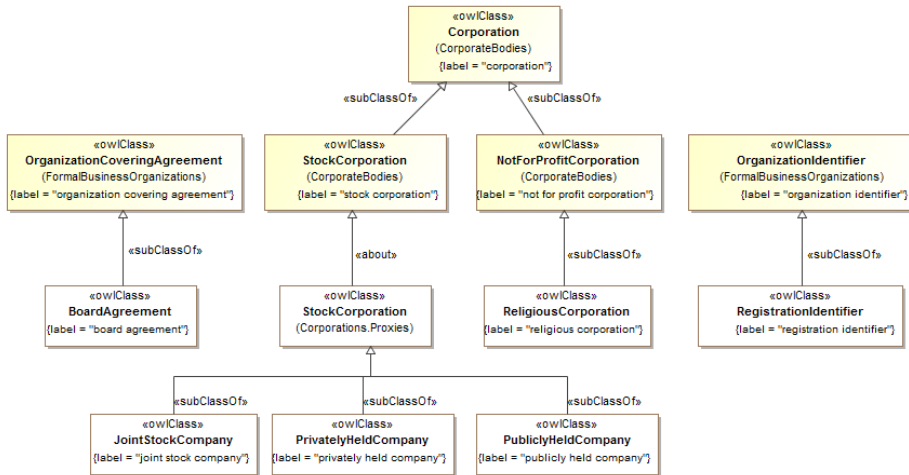 «owlClass»
Corporation
(CorporateBodies)
{label = "corporation"}
«subClassOf»
«subClassOf»
«owlClass»
OrganizationCoveringAgreement
(FormalBusinessOrganizations)
{label = "organization covering agreement"}
«owlClass»
StockCorporation
(CorporateBodies)
{label = "stock corporation"}
«owlClass»
NotForProfitCorporation
(CorporateBodies)
{label = "not for profit corporation"}
«owlClass»
OrganizationIdentifier
(FormalBusinessOrganizations)
{label = "organization identifier"}
«subClassOf»
«about»
«subClassOf»
«subClassOf»
«owlClass»
BoardAgreement
{label = "board agreement"}
«owlClass»
StockCorporation
(Corporations.Proxies)
«owlClass»
ReligiousCorporation
{label = "religious corporation"}
«owlClass»
RegistrationIdentifier
{label = "registration identifier"}
«subClassOf»
«subClassOf»
«subClassOf»
«owlClass»
JointStockCompany
{label = "joint stock company"}
«owlClass»
PrivatelyHeldCompany
{label = "privately held company"}
«owlClass»
PubliclyHeldCompany
{label = "publicly held company"}